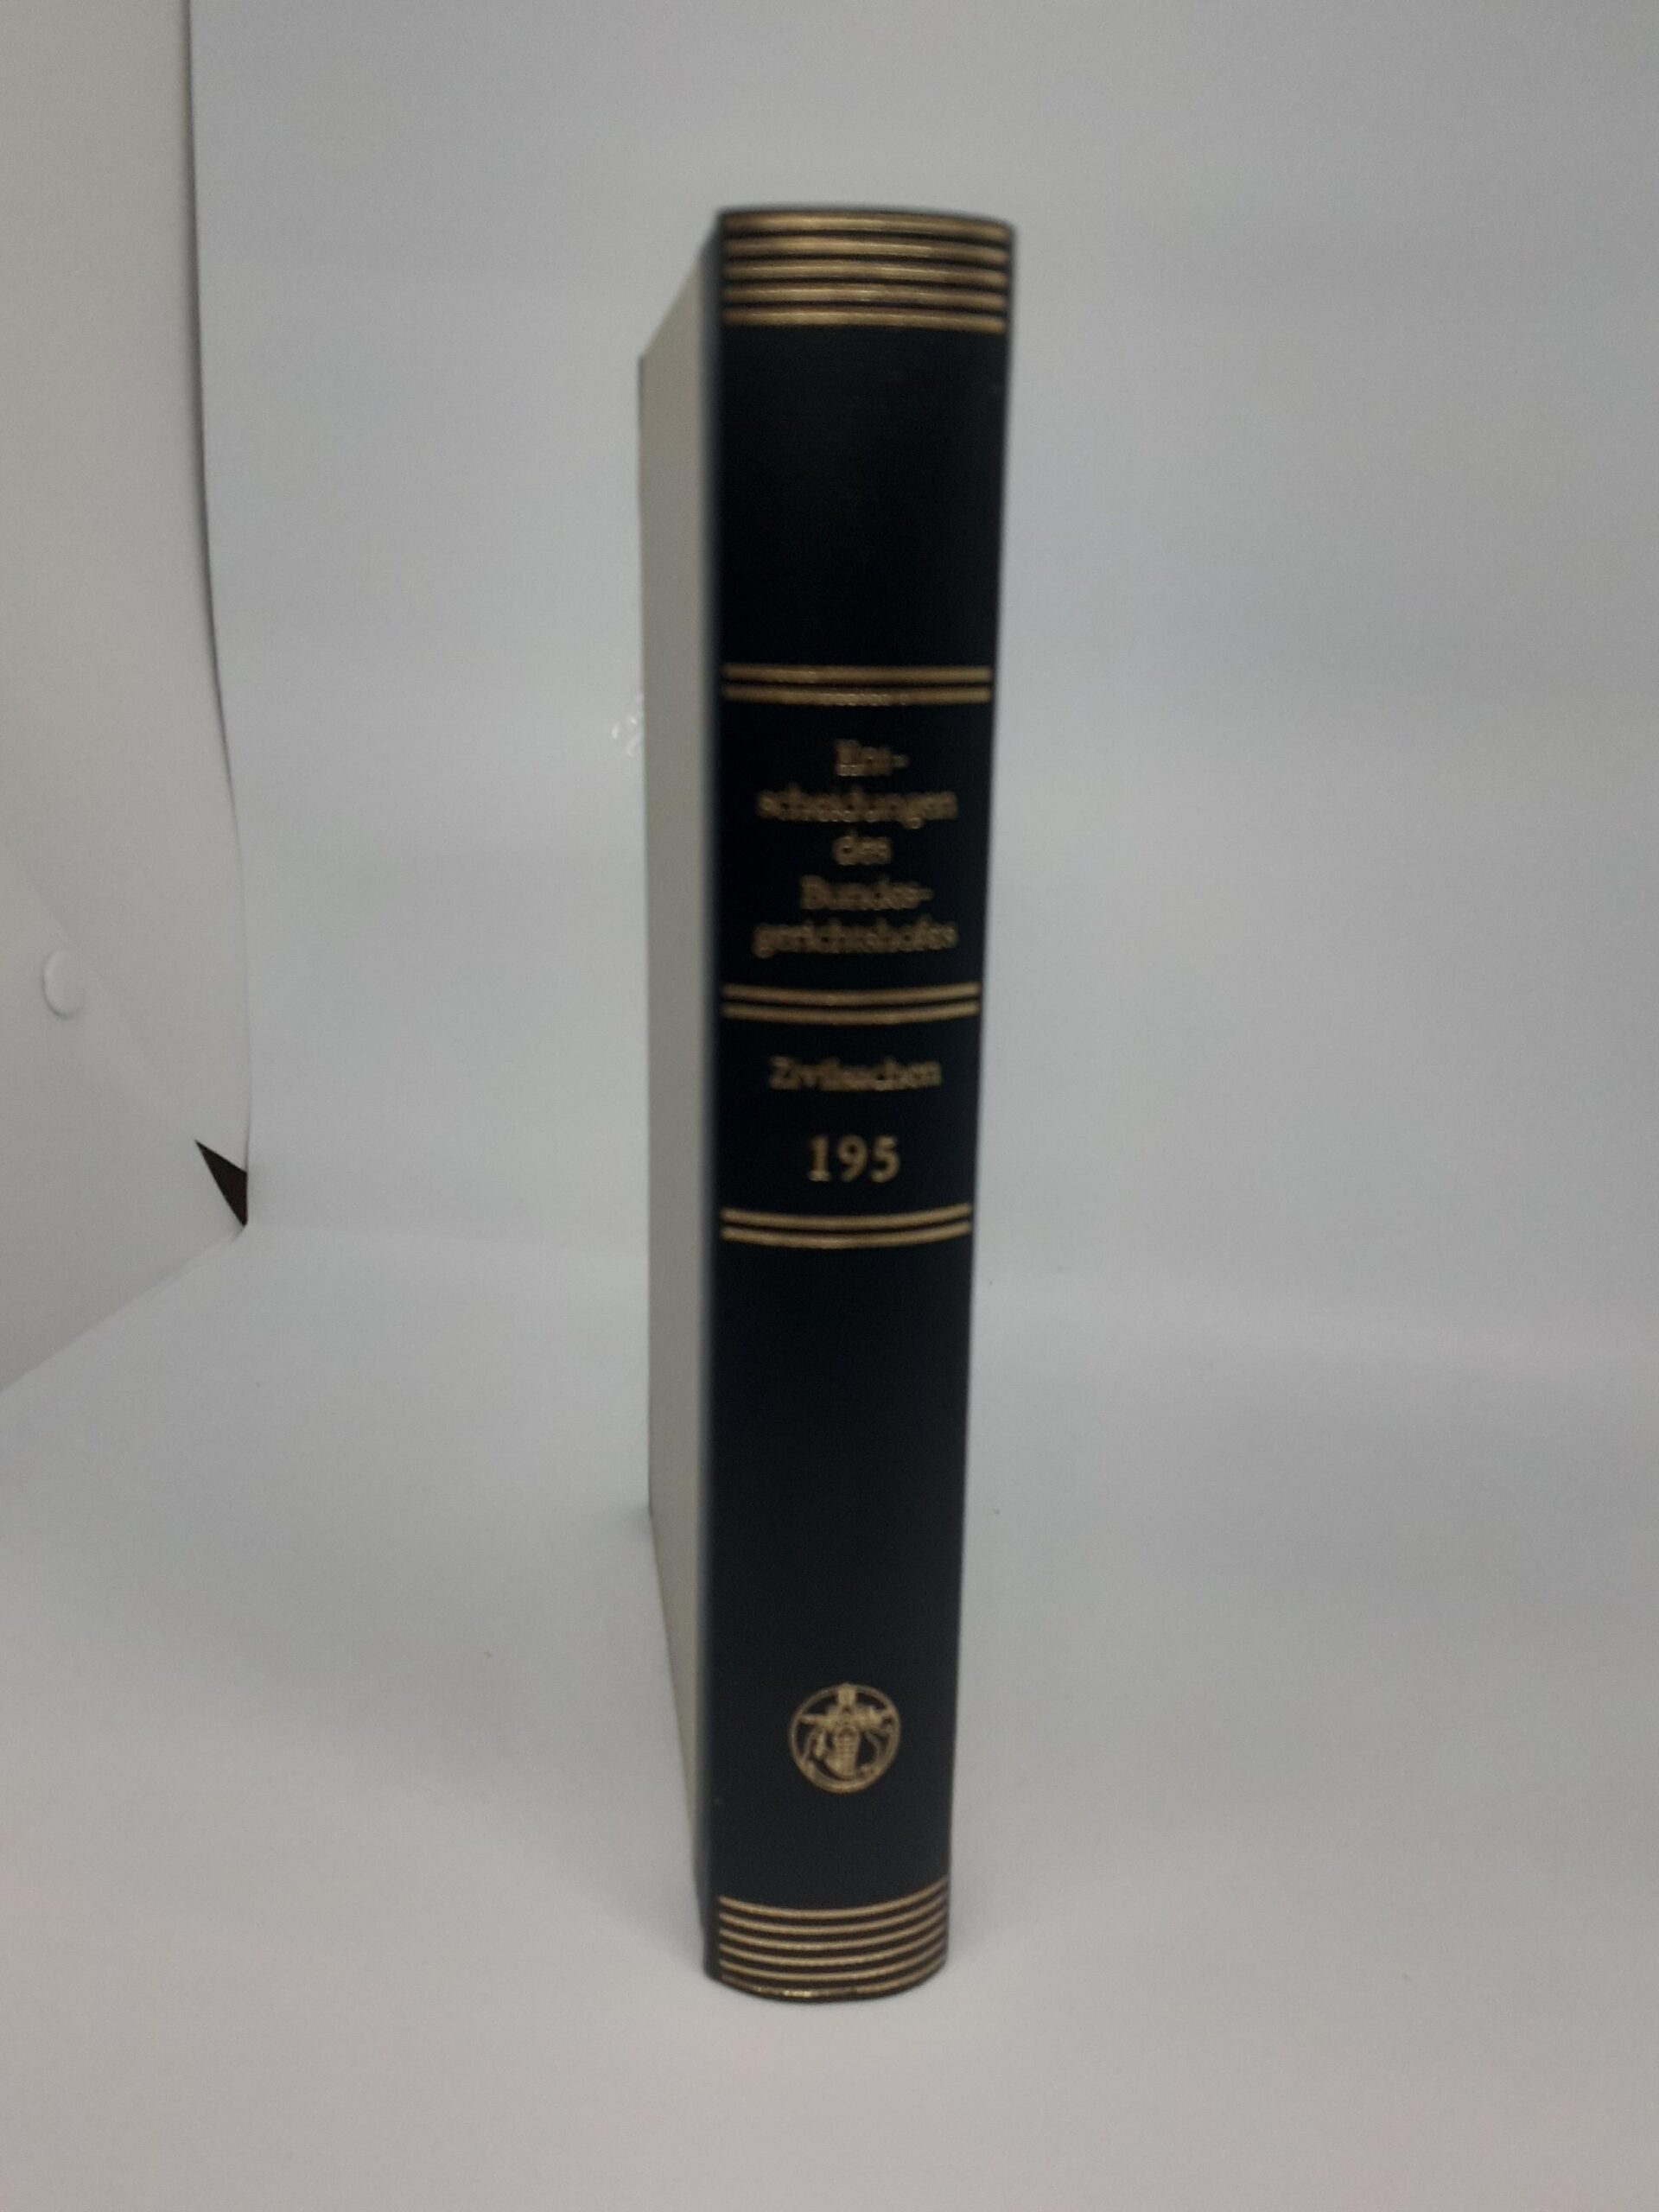 Ent-
scheidungen
des
Bundes-
gerichtshofes
Zivilsachen
195